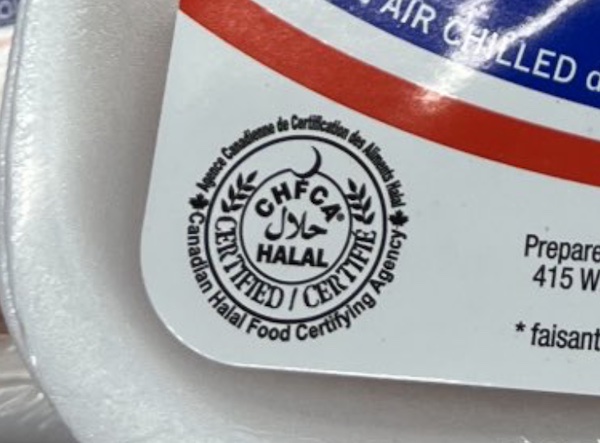 AIR CHILLED
Agence Canadienne de Certification des Aliments Halal
CHFCA®
حلال
HALAL
CERTIFIED / CERTIFIÉ
Canadian Halal Food Certifying Agency
415 W
* faisant